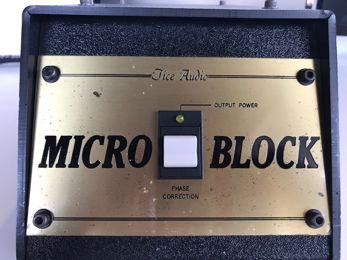 Tice Audio
OUTPUT POWER
MICRO BLOCK
PHASE
CORRECTION